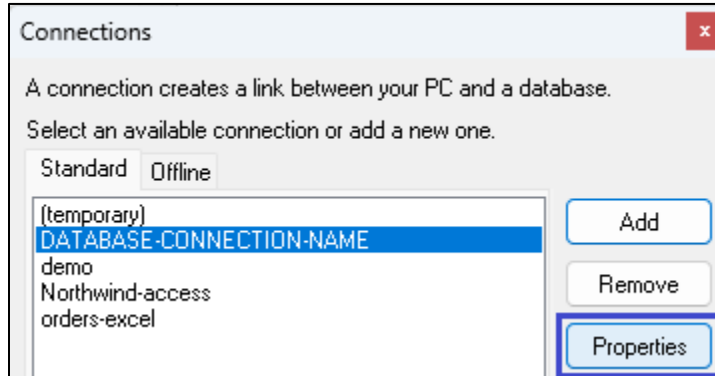 Connections
x
A connection creates a link between your PC and a database.
Select an available connection or add a new one.
Standard Offline
(temporary)
DATABASE-CONNECTION-NAME
demo
Northwind-access
orders-excel
Add
Remove
Properties